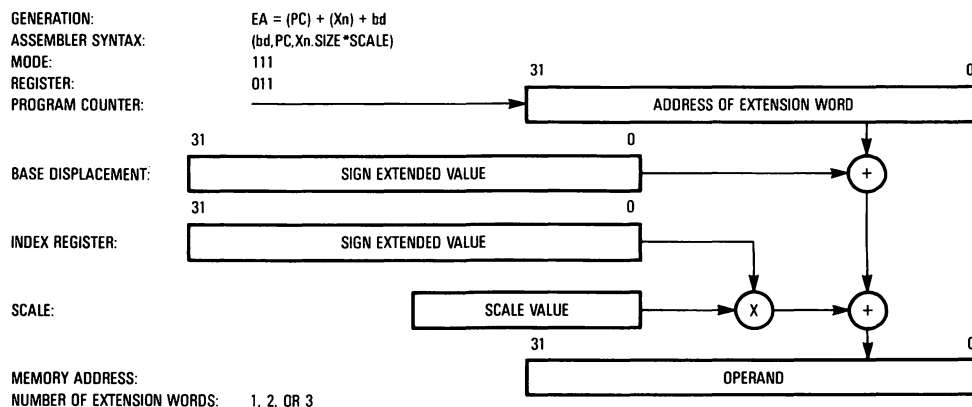 GENERATION: EA = (PC) + (Xn) + bd
ASSEMBLER SYNTAX: (bd,PC,Xn.SIZE*SCALE)
MODE: 111
REGISTER: 011
31 0
PROGRAM COUNTER: ADDRESS OF EXTENSION WORD
31 0
BASE DISPLACEMENT: SIGN EXTENDED VALUE +
31 0
INDEX REGISTER: SIGN EXTENDED VALUE
SCALE: SCALE VALUE X +
31 0
MEMORY ADDRESS: OPERAND
NUMBER OF EXTENSION WORDS: 1, 2, OR 3